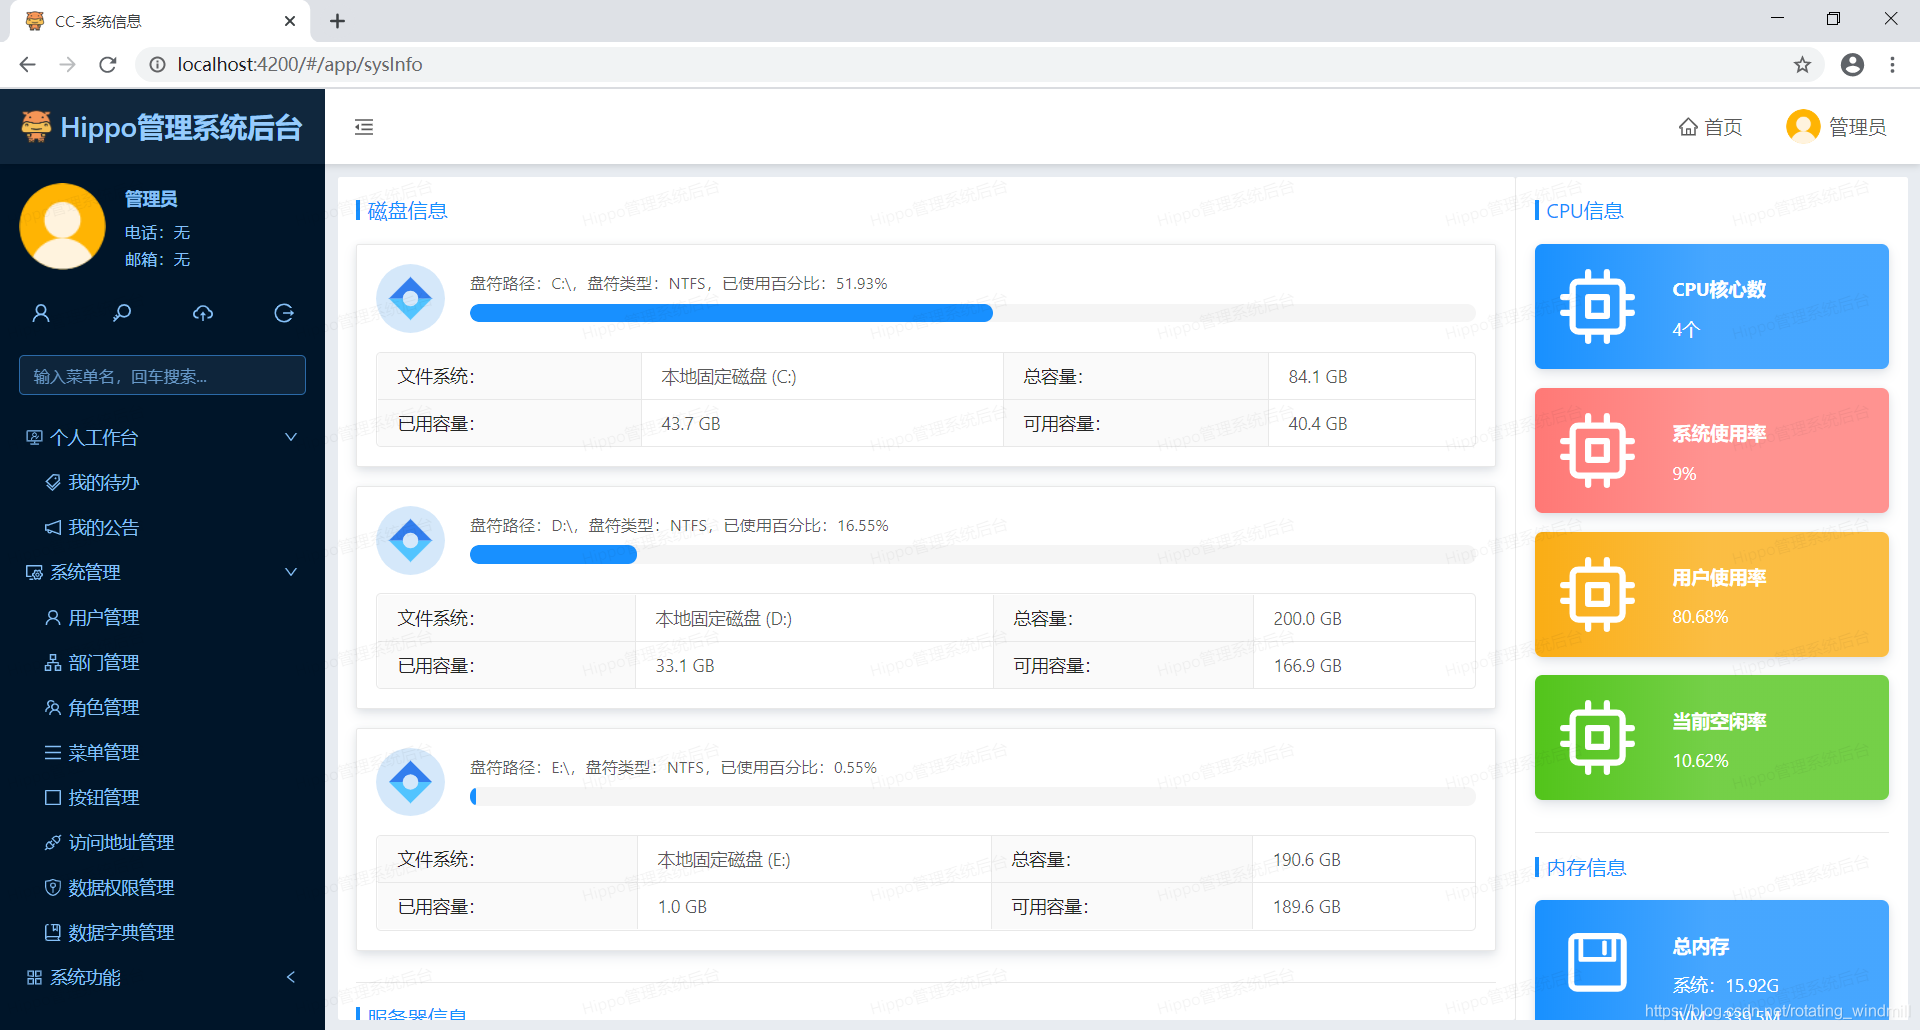 CC-系统信息
localhost:4200/#/app/sysInfo
Hippo管理系统后台
首页
管理员
管理员
电话：无
邮箱：无
输入菜单名，回车搜索...
个人工作台
我的待办
我的公告
系统管理
用户管理
部门管理
角色管理
菜单管理
按钮管理
访问地址管理
数据权限管理
数据字典管理
系统功能
磁盘信息
盘符路径：C:\，盘符类型：NTFS，已使用百分比：51.93%
文件系统： 本地固定磁盘 (C:) 总容量： 84.1 GB
已用容量： 43.7 GB 可用容量： 40.4 GB
盘符路径：D:\，盘符类型：NTFS，已使用百分比：16.55%
文件系统： 本地固定磁盘 (D:) 总容量： 200.0 GB
已用容量： 33.1 GB 可用容量： 166.9 GB
盘符路径：E:\，盘符类型：NTFS，已使用百分比：0.55%
文件系统： 本地固定磁盘 (E:) 总容量： 190.6 GB
已用容量： 1.0 GB 可用容量： 189.6 GB
服务器信息
CPU信息
CPU核心数
4个
系统使用率
9%
用户使用率
80.68%
当前空闲率
10.62%
内存信息
总内存
系统：15.92G
JVM：339.5M
https://blog.csdn.net/rotating_windmill